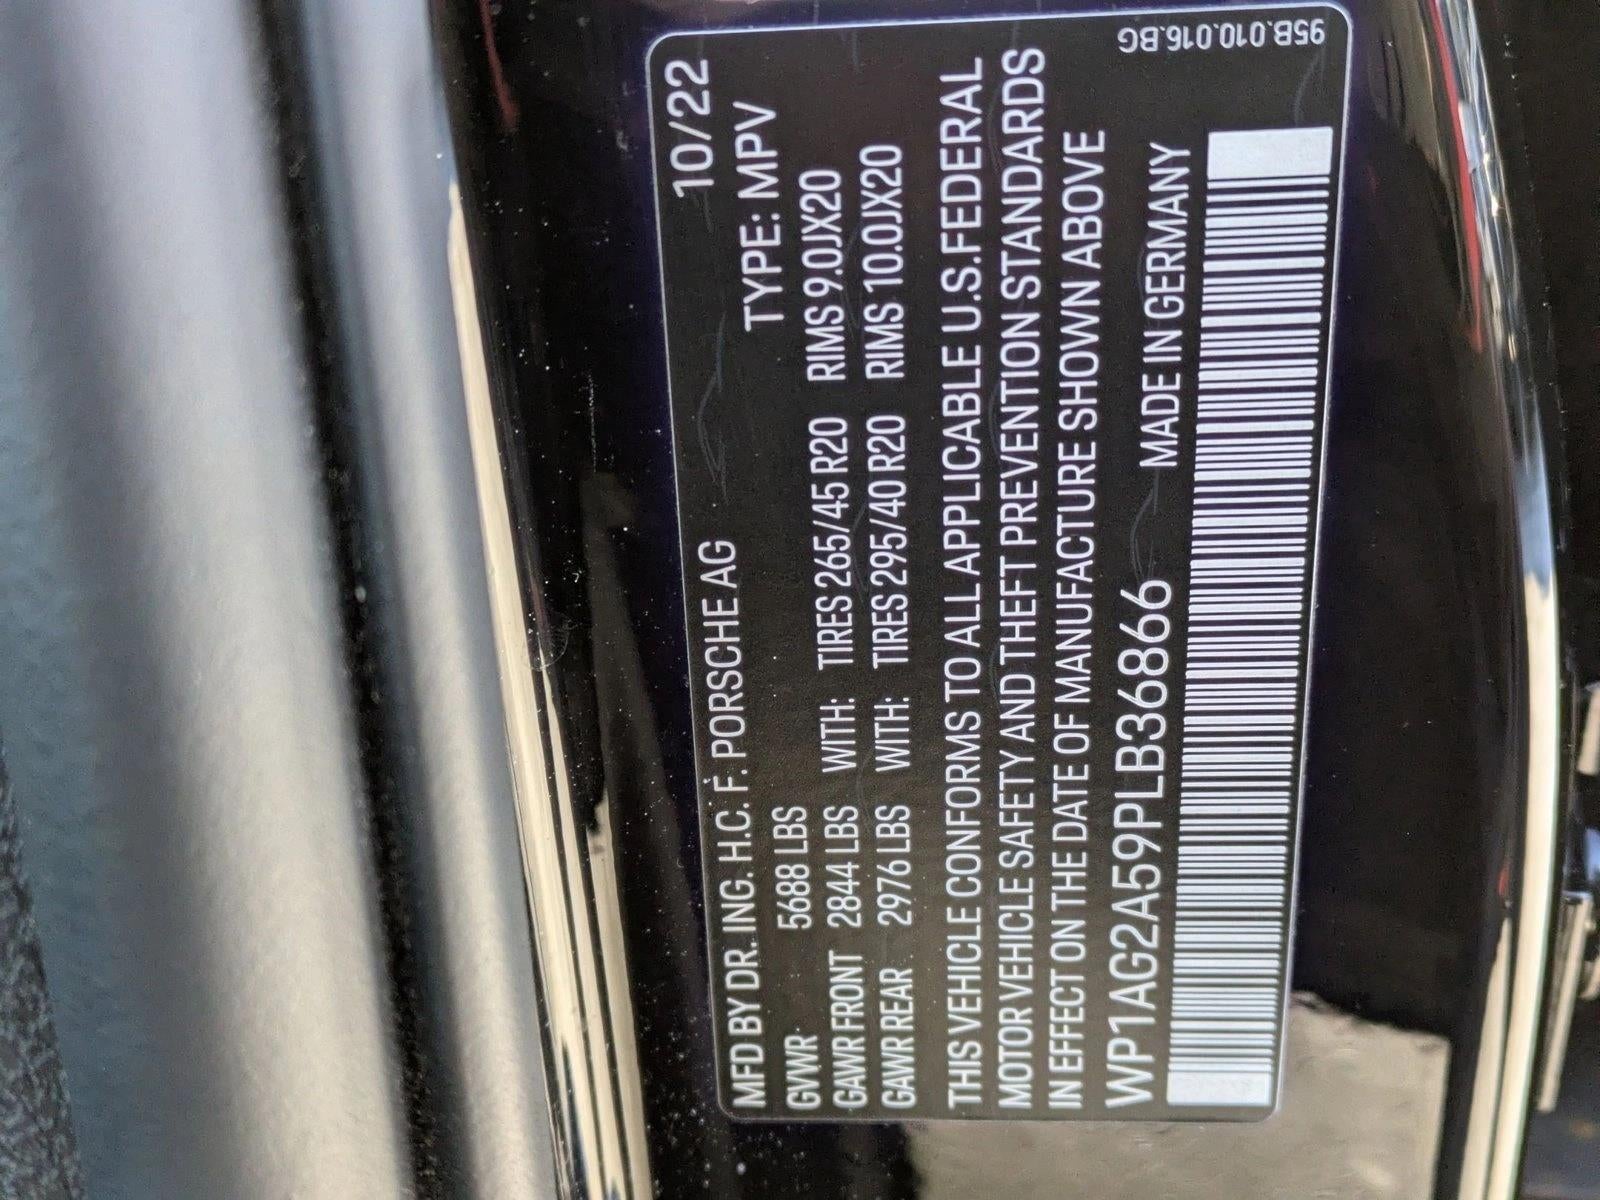 MFD BY DR. ING. H.C. F. PORSCHE AG 10/22
GVWR 5688 LBS TYPE: MPV
GAWR FRONT 2844 LBS WITH: TIRES 265/45 R20 RIMS 9.0JX20
GAWR REAR 2976 LBS WITH: TIRES 295/40 R20 RIMS 10.0JX20
THIS VEHICLE CONFORMS TO ALL APPLICABLE U.S. FEDERAL
MOTOR VEHICLE SAFETY AND THEFT PREVENTION STANDARDS
IN EFFECT ON THE DATE OF MANUFACTURE SHOWN ABOVE
WP1AG2A59PLB36866 MADE IN GERMANY
95B.010.016.BG